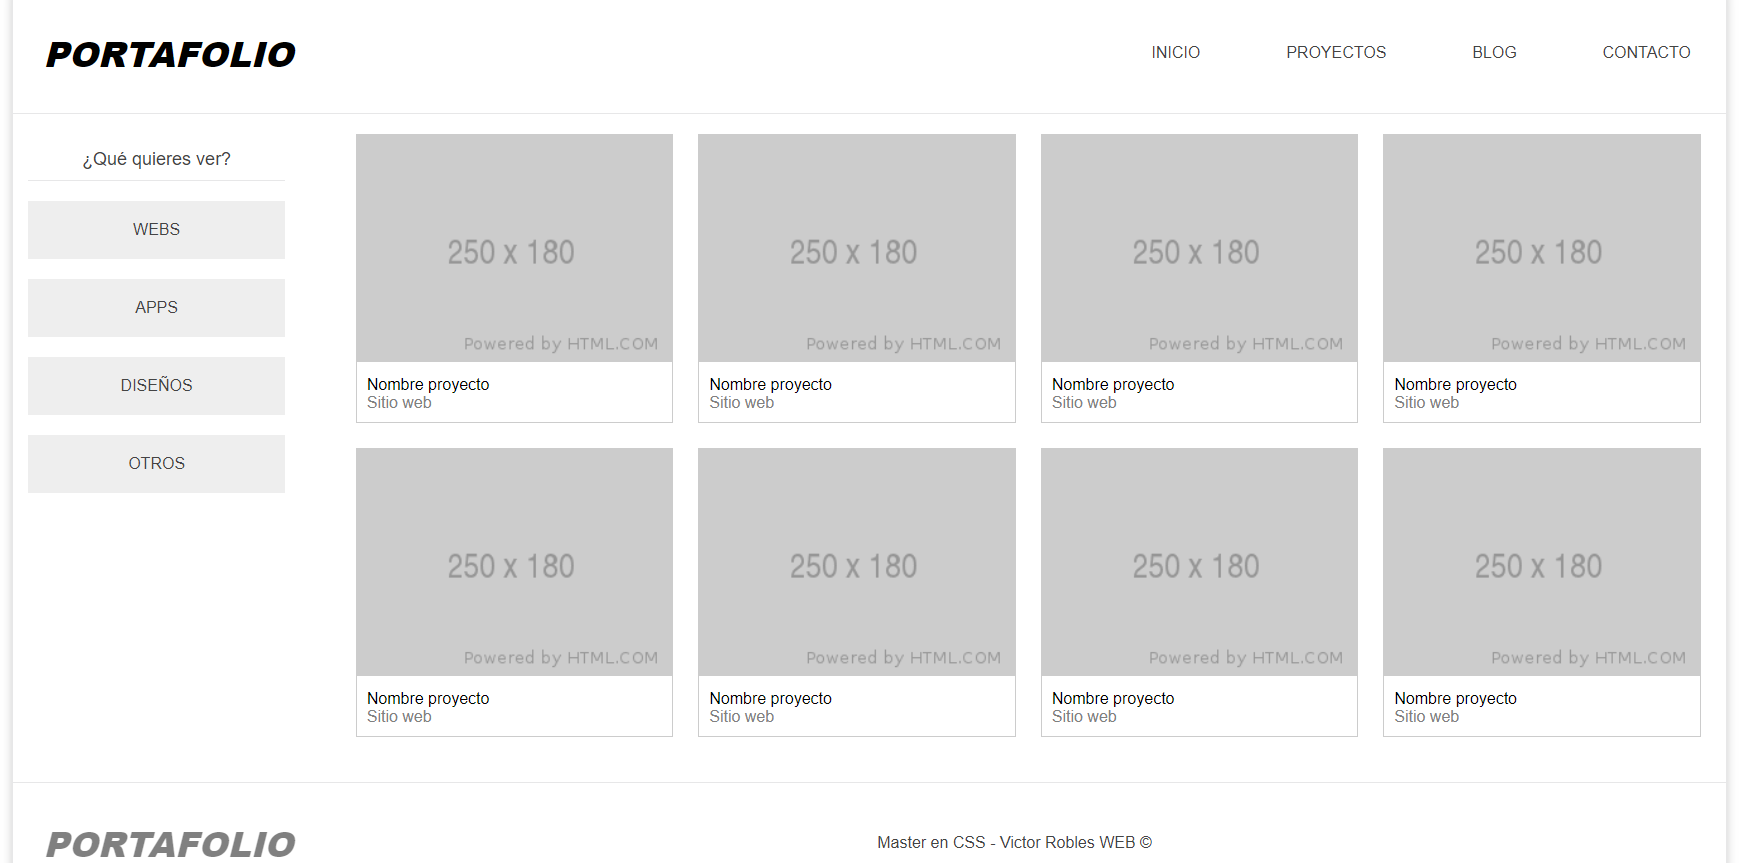 PORTAFOLIO
INICIO PROYECTOS BLOG CONTACTO
¿Qué quieres ver?
WEBS
APPS
DISEÑOS
OTROS
250 x 180
Powered by HTML.COM
Nombre proyecto
Sitio web
250 x 180
Powered by HTML.COM
Nombre proyecto
Sitio web
250 x 180
Powered by HTML.COM
Nombre proyecto
Sitio web
250 x 180
Powered by HTML.COM
Nombre proyecto
Sitio web
250 x 180
Powered by HTML.COM
Nombre proyecto
Sitio web
250 x 180
Powered by HTML.COM
Nombre proyecto
Sitio web
250 x 180
Powered by HTML.COM
Nombre proyecto
Sitio web
250 x 180
Powered by HTML.COM
Nombre proyecto
Sitio web
PORTAFOLIO
Master en CSS - Victor Robles WEB ©